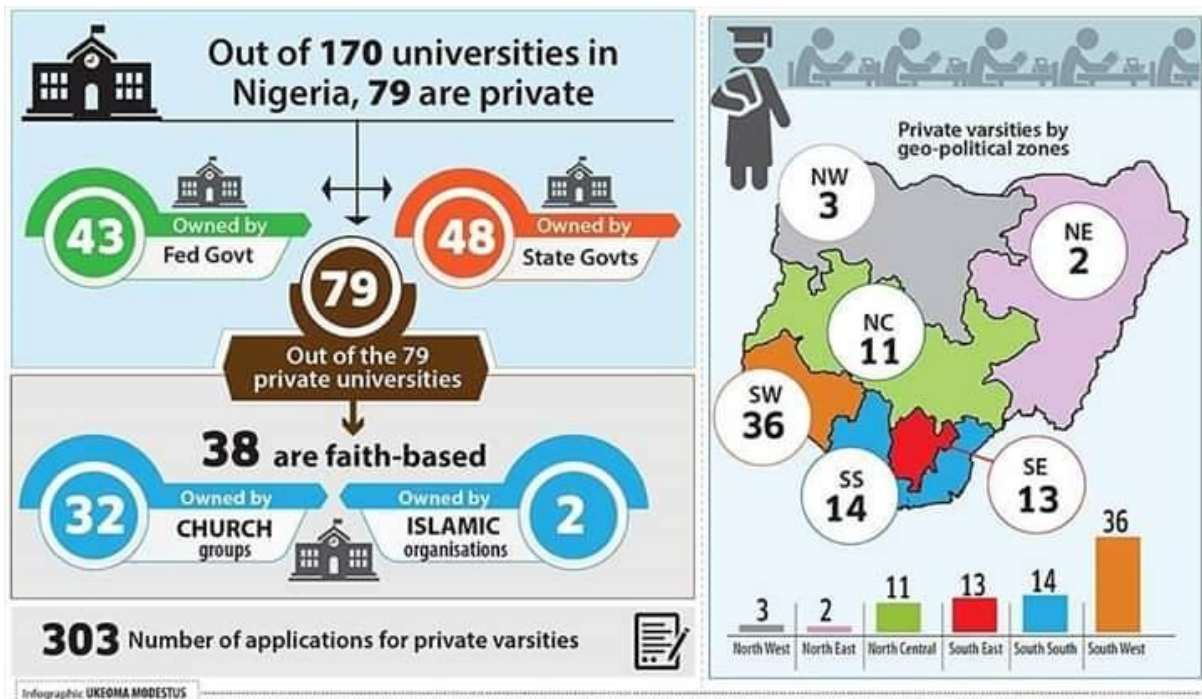 Out of 170 universities in
Nigeria, 79 are private
43
Owned by
Fed Govt
48
Owned by
State Govts
79
Out of the 79
private universities
38 are faith-based
32
Owned by
CHURCH
groups
Owned by
ISLAMIC
organisations
2
303 Number of applications for private varsities
Infographic UKEOMA MODESTUS
Private varsities by
geo-political zones
NW
3
NE
2
NC
11
SW
36
SS
14
SE
13
3
2
11
13
14
36
North West
North East
North Central
South East
South South
South West